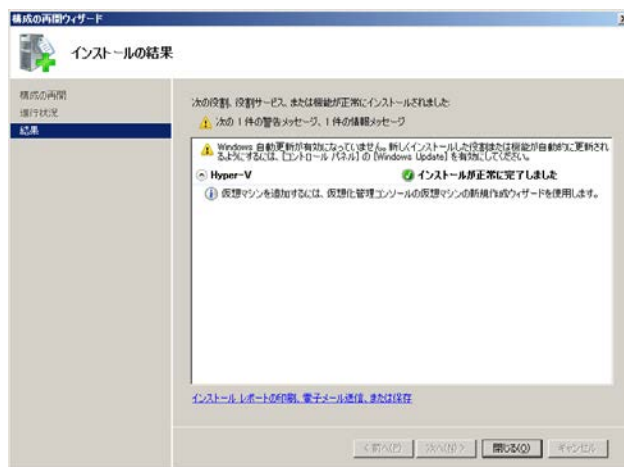 構成の再開ウィザード
インストールの結果
構成の再開
進行状況
結果
次の役割、役割サービス、または機能が正常にインストールされました:
次の 1 件の警告メッセージ、1 件の情報メッセージ
Windows 自動更新が有効になっていません。新しくインストールした役割または機能が自動的に更新され
るようにするには、[コントロール パネル] の [Windows Update] を有効にしてください。
Hyper-V インストールが正常に完了しました
仮想マシンを追加するには、仮想化管理コンソールの仮想マシンの新規作成ウィザードを使用します。
インストール レポートの印刷、電子メール送信、または保存
< 前へ(P) 次へ(N) > 閉じる(O) キャンセル